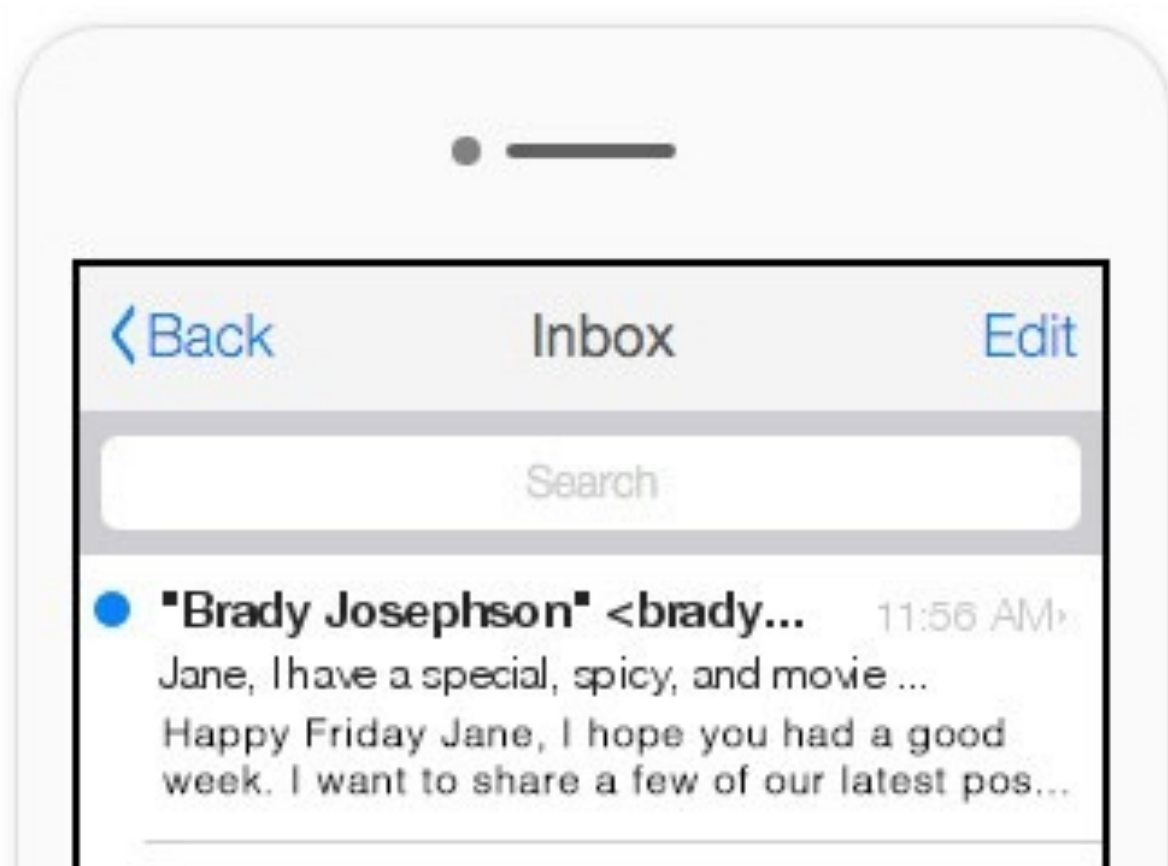 Back Inbox Edit
Search
"Brady Josephson" <brady... 11:56 AM
Jane, I have a special, spicy, and movie ...
Happy Friday Jane, I hope you had a good
week. I want to share a few of our latest pos...